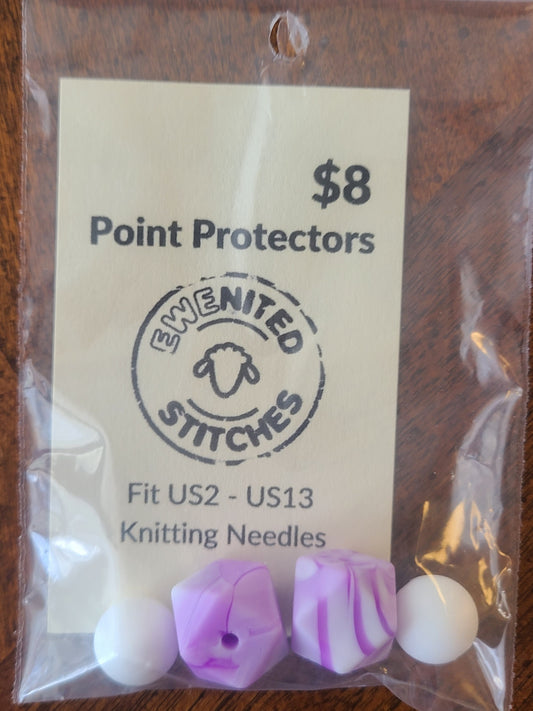 $8
Point Protectors
EWENITED
STITCHES
Fit US2 - US13
Knitting Needles